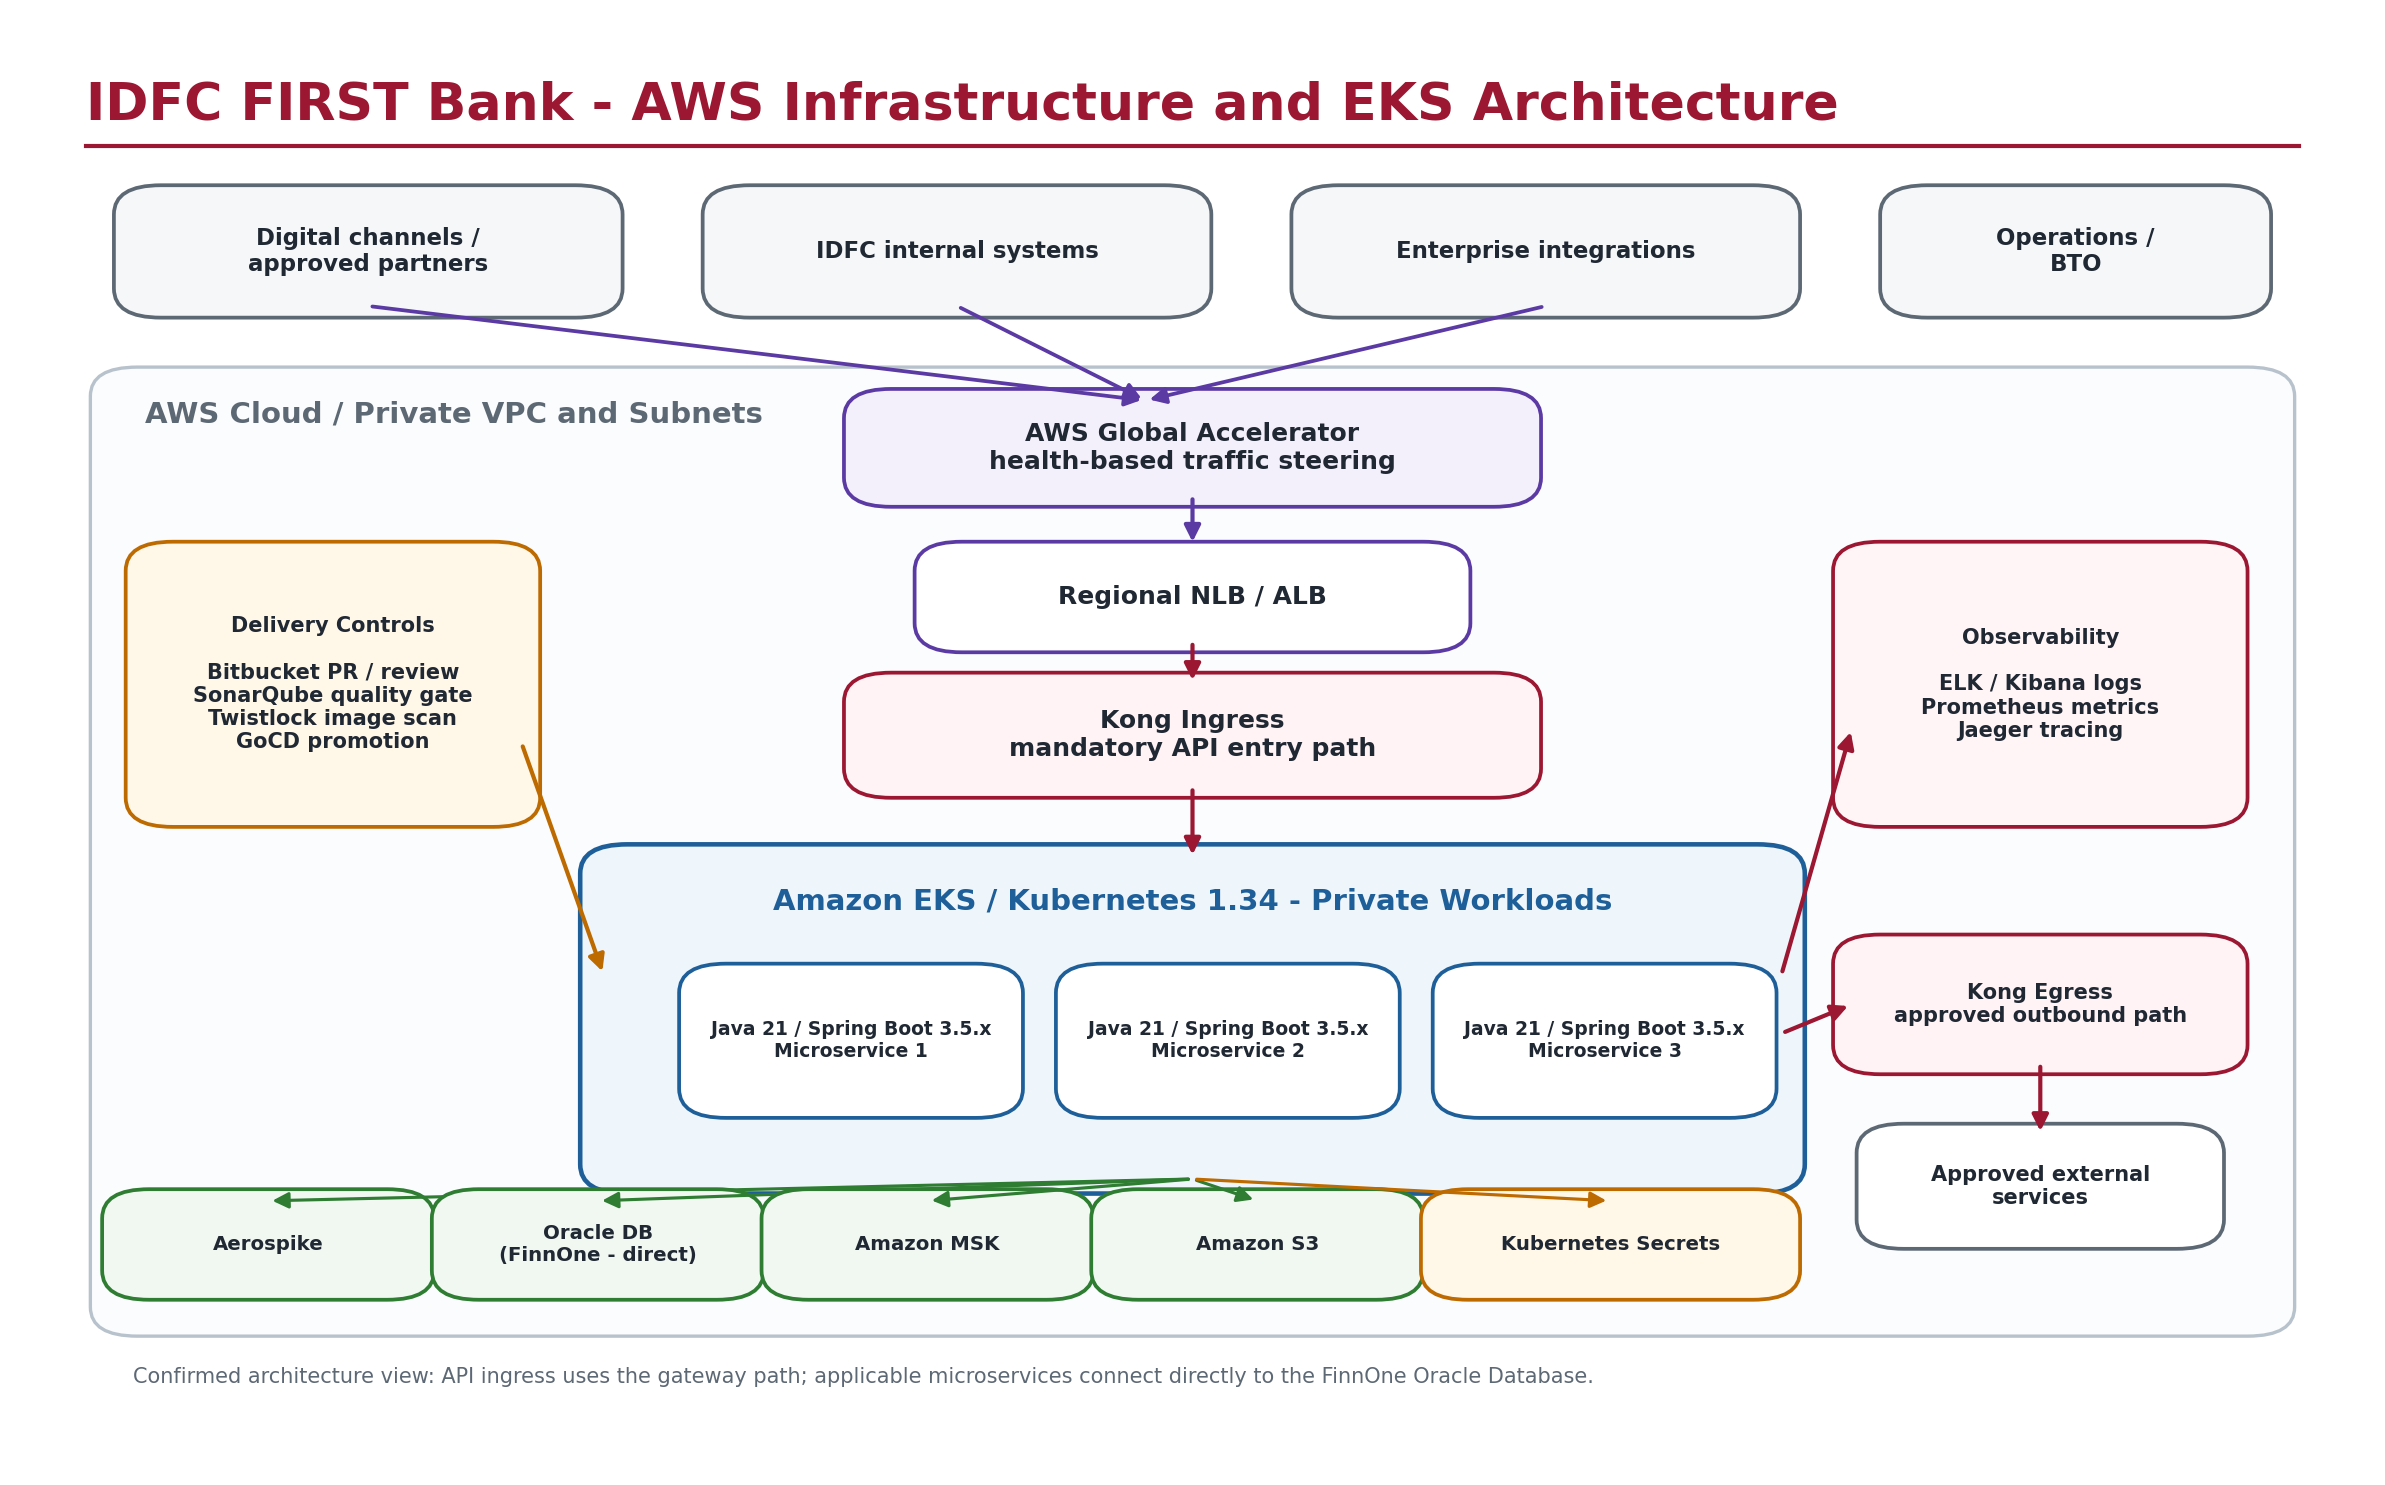 IDFC FIRST Bank - AWS Infrastructure and EKS Architecture
Digital channels /
approved partners
IDFC internal systems
Enterprise integrations
Operations /
BTO
AWS Cloud / Private VPC and Subnets
AWS Global Accelerator
health-based traffic steering
Regional NLB / ALB
Delivery Controls
Bitbucket PR / review
SonarQube quality gate
Twistlock image scan
GoCD promotion
Kong Ingress
mandatory API entry path
Observability
ELK / Kibana logs
Prometheus metrics
Jaeger tracing
Amazon EKS / Kubernetes 1.34 - Private Workloads
Java 21 / Spring Boot 3.5.x
Microservice 1
Java 21 / Spring Boot 3.5.x
Microservice 2
Java 21 / Spring Boot 3.5.x
Microservice 3
Kong Egress
approved outbound path
Approved external
services
Aerospike
Oracle DB
(FinnOne - direct)
Amazon MSK
Amazon S3
Kubernetes Secrets
Confirmed architecture view: API ingress uses the gateway path; applicable microservices connect directly to the FinnOne Oracle Database.